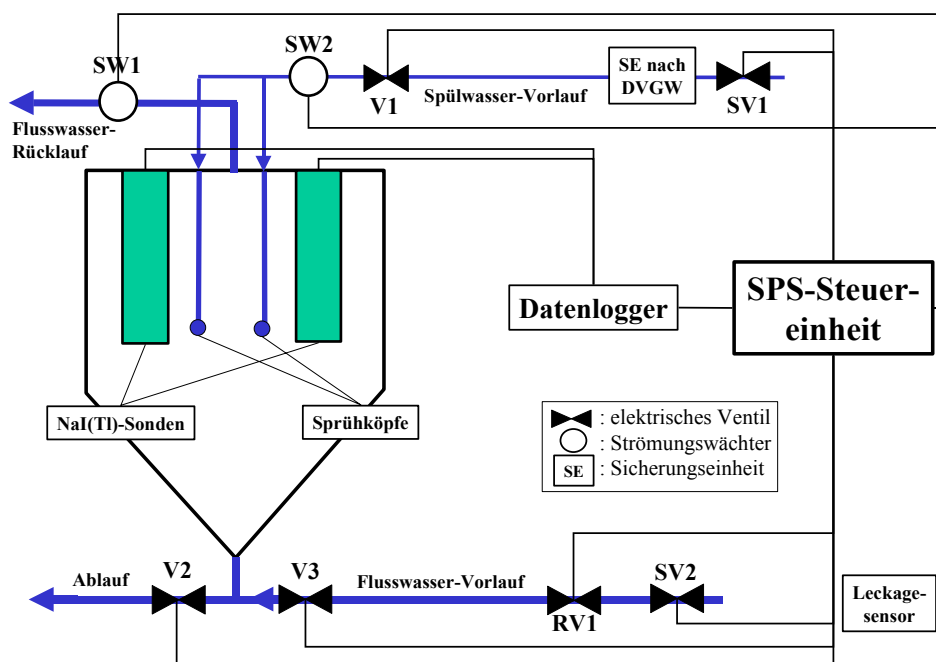 SW1
SW2
V1
SE nach
DVGW
SV1
Spülwasser-Vorlauf
Flusswasser-
Rücklauf
Datenlogger
SPS-Steuer-
einheit
NaI(Tl)-Sonden
Sprühköpfe
: elektrisches Ventil
: Strömungswächter
SE : Sicherungseinheit
Ablauf
V2
V3
Flusswasser-Vorlauf
RV1
SV2
Leckage-
sensor